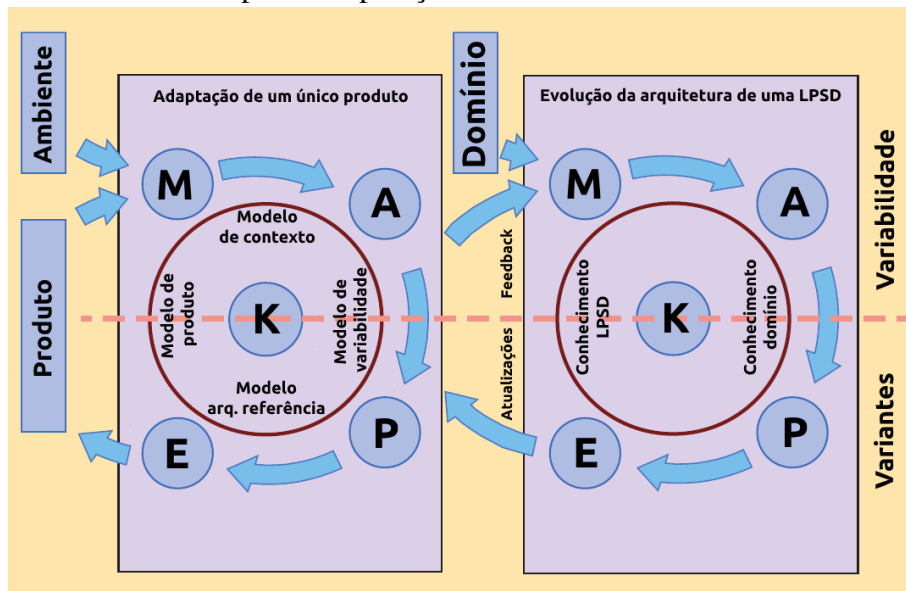 Ambiente
Produto
Adaptação de um único produto
M
A
Modelo
de contexto
Modelo de
produto
K
Modelo de
variabilidade
Modelo
arq. referência
E
P
Domínio
Feedback
Atualizações
Evolução da arquitetura de uma LPSD
M
A
Conhecimento
LPSD
K
Conhecimento
domínio
E
P
Variabilidade
Variantes